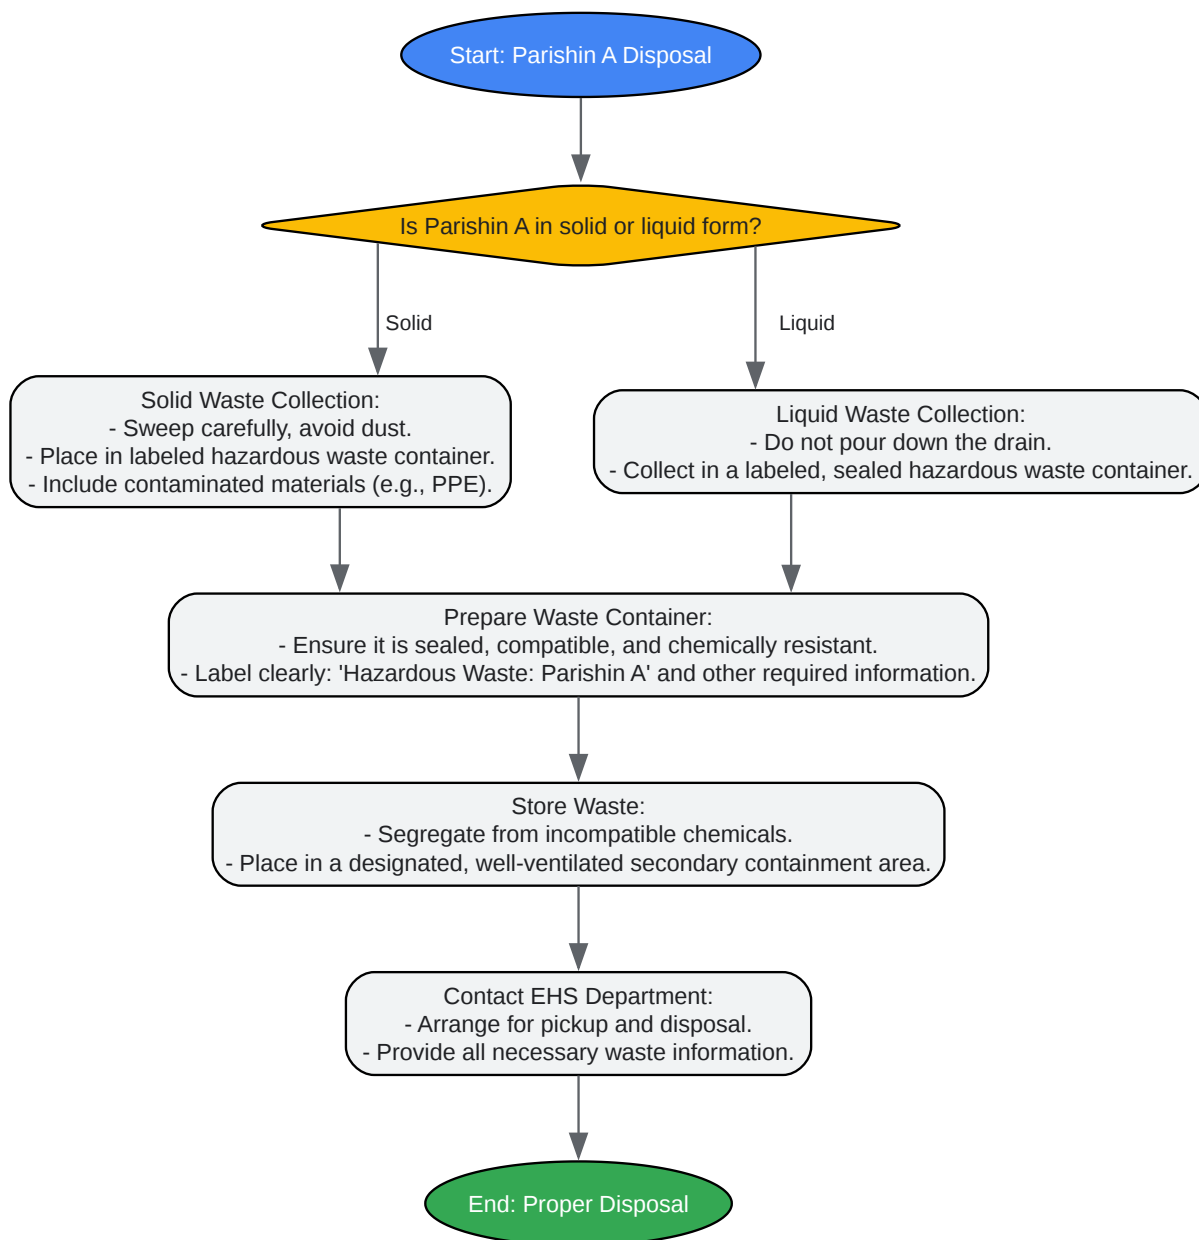 Start: Parishin A Disposal
Is Parishin A in solid or liquid form?
Solid
Liquid
Solid Waste Collection:
- Sweep carefully, avoid dust.
- Place in labeled hazardous waste container.
- Include contaminated materials (e.g., PPE).
Liquid Waste Collection:
- Do not pour down the drain.
- Collect in a labeled, sealed hazardous waste container.
Prepare Waste Container:
- Ensure it is sealed, compatible, and chemically resistant.
- Label clearly: 'Hazardous Waste: Parishin A' and other required information.
Store Waste:
- Segregate from incompatible chemicals.
- Place in a designated, well-ventilated secondary containment area.
Contact EHS Department:
- Arrange for pickup and disposal.
- Provide all necessary waste information.
End: Proper Disposal